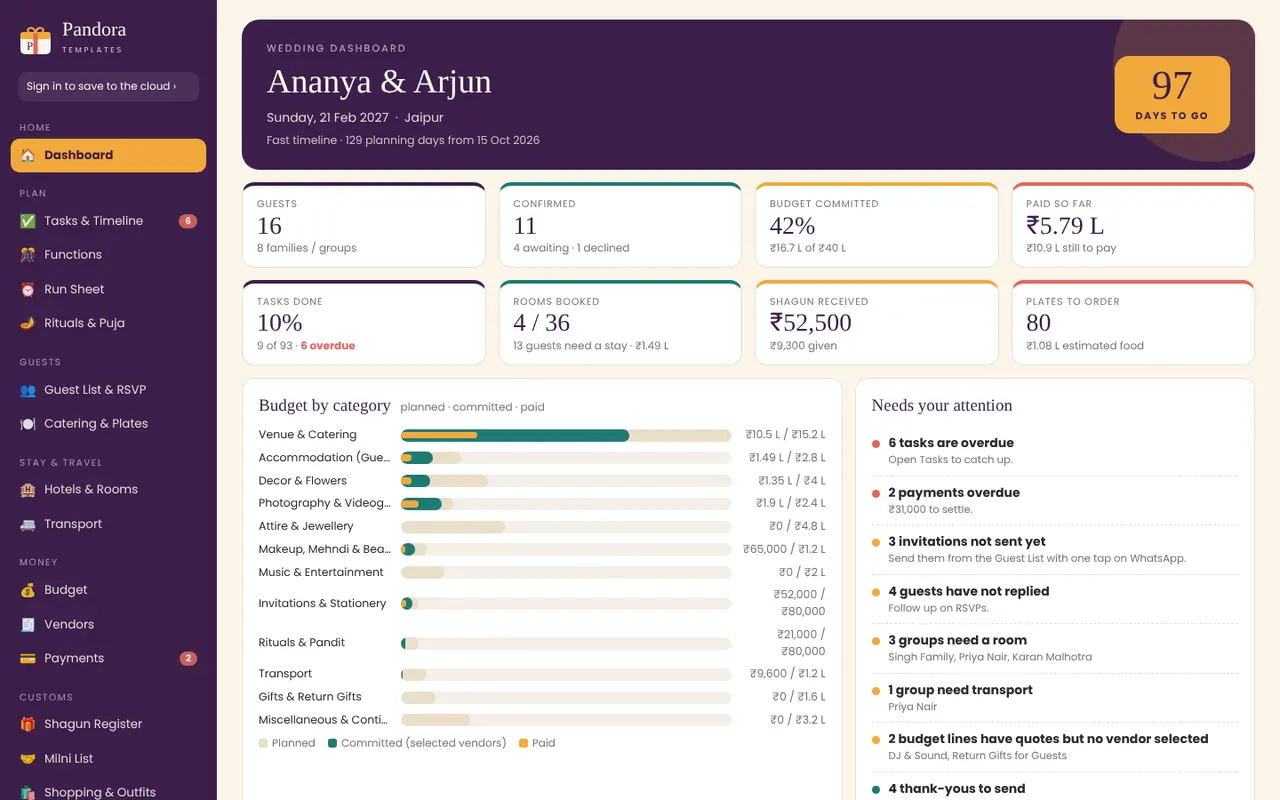 Pandora
TEMPLATES
P
Sign in to save to the cloud ›
HOME
Dashboard
PLAN
Tasks & Timeline 6
Functions
Run Sheet
Rituals & Puja
GUESTS
Guest List & RSVP
Catering & Plates
STAY & TRAVEL
Hotels & Rooms
Transport
MONEY
Budget
Vendors
Payments 2
CUSTOMS
Shagun Register
Milni List
Shopping & Outfits
WEDDING DASHBOARD
Ananya & Arjun
Sunday, 21 Feb 2027 · Jaipur
Fast timeline · 129 planning days from 15 Oct 2026
97
DAYS TO GO
GUESTS
16
8 families / groups
CONFIRMED
11
4 awaiting · 1 declined
BUDGET COMMITTED
42%
₹16.7 L of ₹40 L
PAID SO FAR
₹5.79 L
₹10.9 L still to pay
TASKS DONE
10%
9 of 93 · 6 overdue
ROOMS BOOKED
4 / 36
13 guests need a stay · ₹1.49 L
SHAGUN RECEIVED
₹52,500
₹9,300 given
PLATES TO ORDER
80
₹1.08 L estimated food
Budget by category planned · committed · paid
Venue & Catering ₹10.5 L / ₹15.2 L
Accommodation (Gue... ₹1.49 L / ₹2.8 L
Decor & Flowers ₹1.35 L / ₹4 L
Photography & Videog... ₹1.9 L / ₹2.4 L
Attire & Jewellery ₹0 / ₹4.8 L
Makeup, Mehndi & Bea... ₹65,000 / ₹1.2 L
Music & Entertainment ₹0 / ₹2 L
Invitations & Stationery ₹52,000 /
₹80,000
Rituals & Pandit ₹21,000 /
₹80,000
Transport ₹9,600 / ₹1.2 L
Gifts & Return Gifts ₹0 / ₹1.6 L
Miscellaneous & Conti... ₹0 / ₹3.2 L
Planned Committed (selected vendors) Paid
Needs your attention
6 tasks are overdue
Open Tasks to catch up.
2 payments overdue
₹31,000 to settle.
3 invitations not sent yet
Send them from the Guest List with one tap on WhatsApp.
4 guests have not replied
Follow up on RSVPs.
3 groups need a room
Singh Family, Priya Nair, Karan Malhotra
1 group need transport
Priya Nair
2 budget lines have quotes but no vendor selected
DJ & Sound, Return Gifts for Guests
4 thank-yous to send